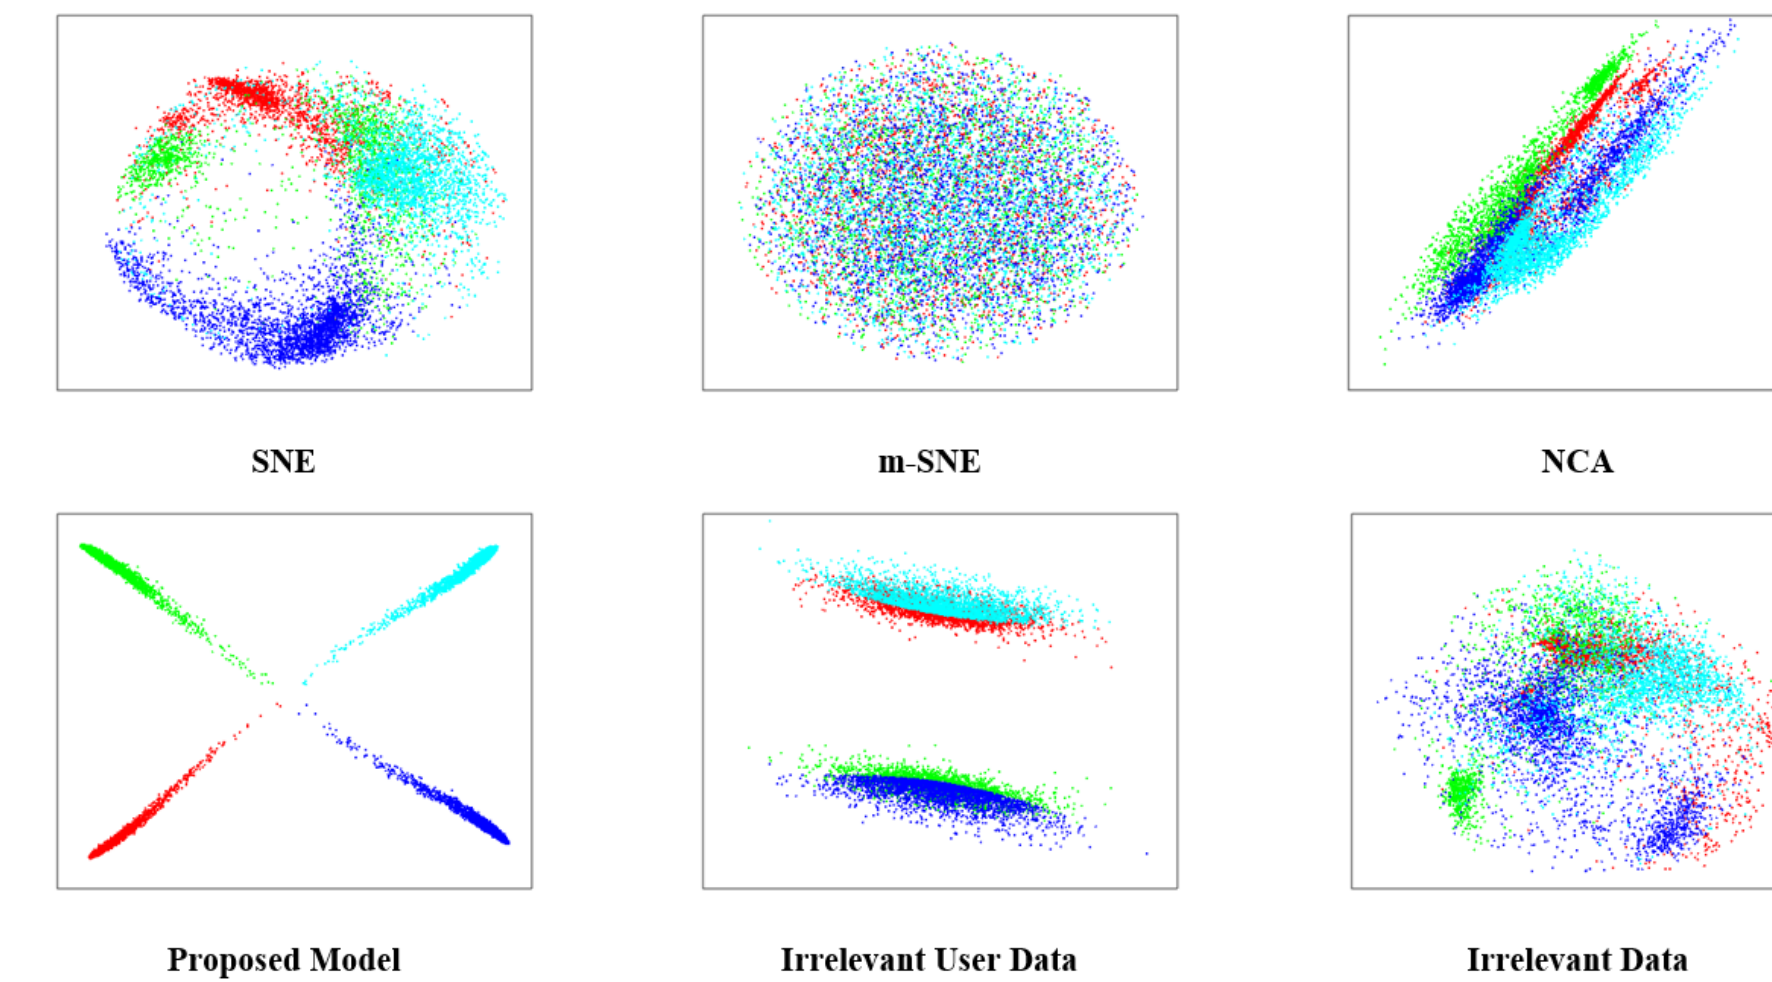 SNE
m-SNE
NCA
Proposed Model
Irrelevant User Data
Irrelevant Data